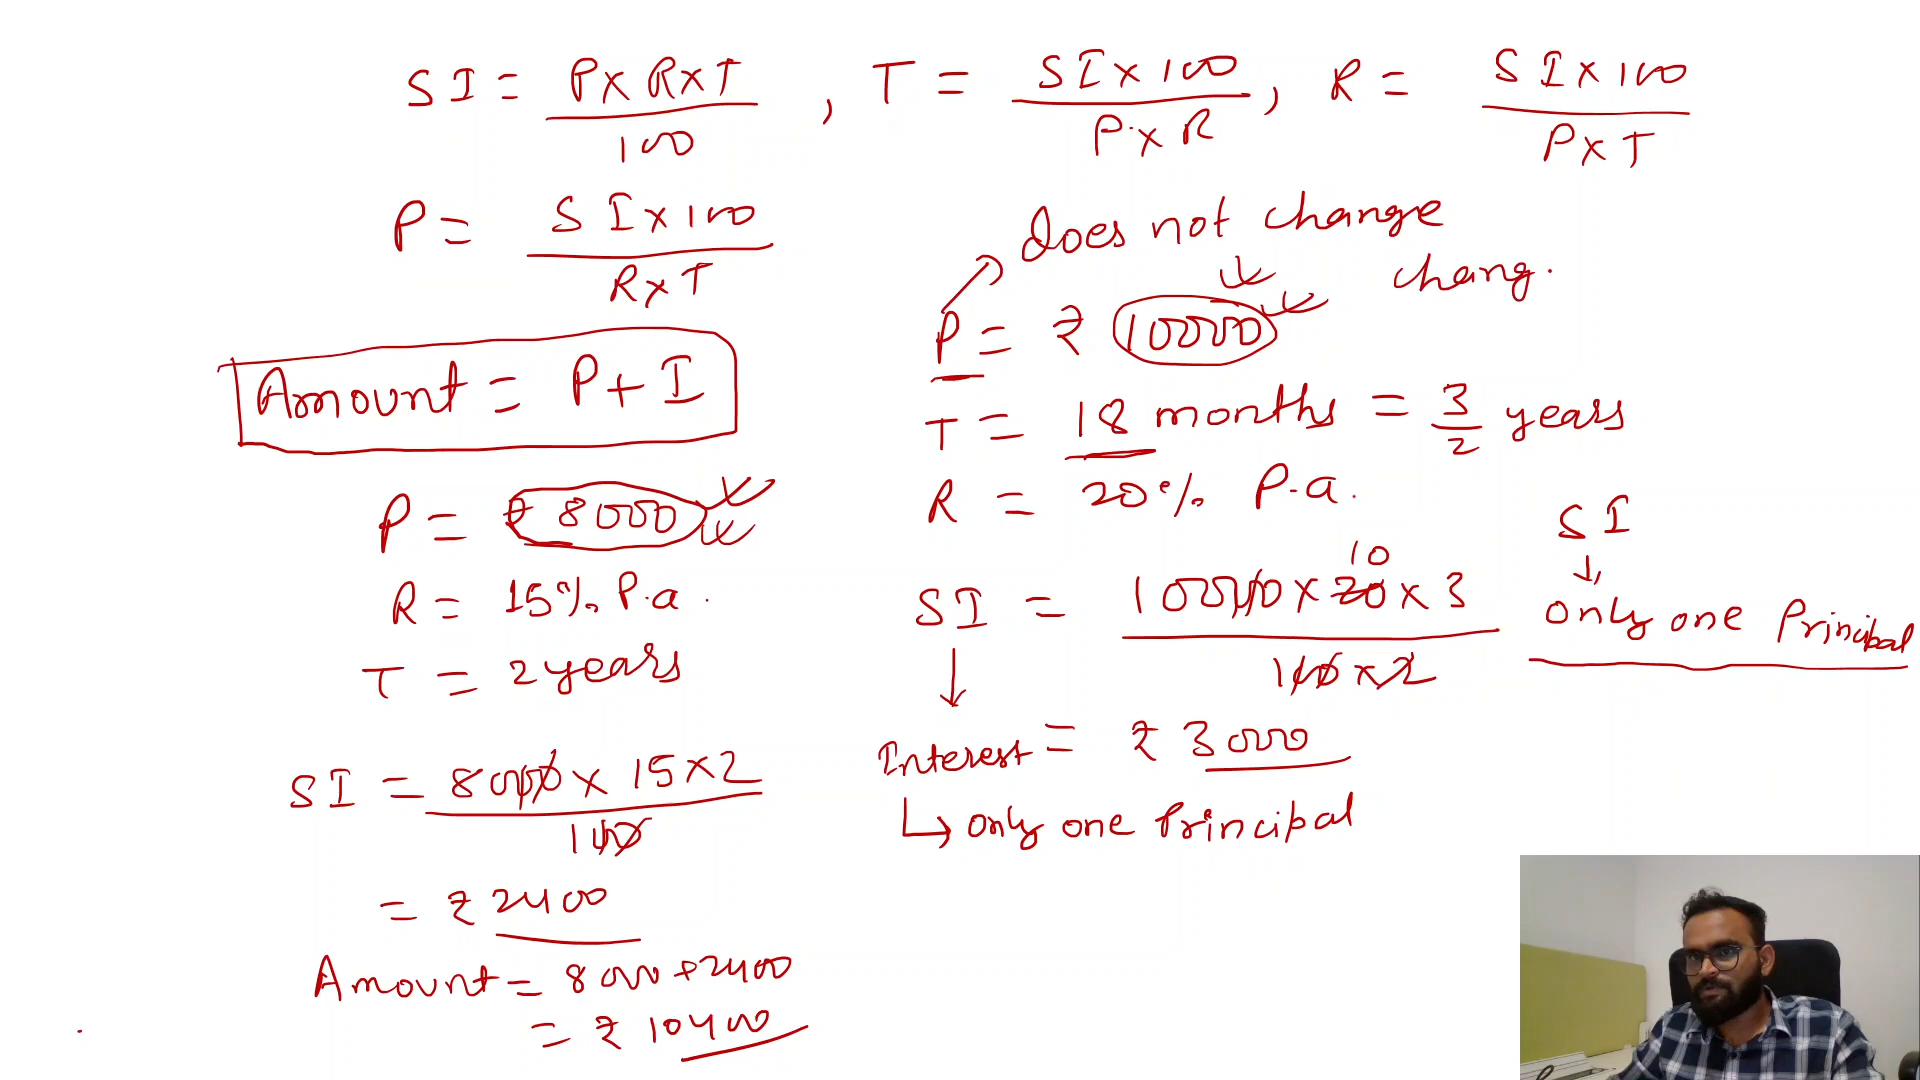 SI = P×R×T / 100 , T = SI×100 / P×R , R = SI×100 / P×T
P = SI×100 / R×T
Amount = P+I
P = ₹ 8000
R = 15% P.a.
T = 2 years
SI = 8000 × 15×2 / 100
= ₹ 2400
Amount = 8000+2400
= ₹ 10400
does not change
chang.
P = ₹ 10000
T = 18 months = 3/2 years
R = 20% P.a.
10
SI = 10000 × 20 × 3 / 100 × 2
Interest = ₹ 3000
↳ only one Principal
SI
↓
only one Principal